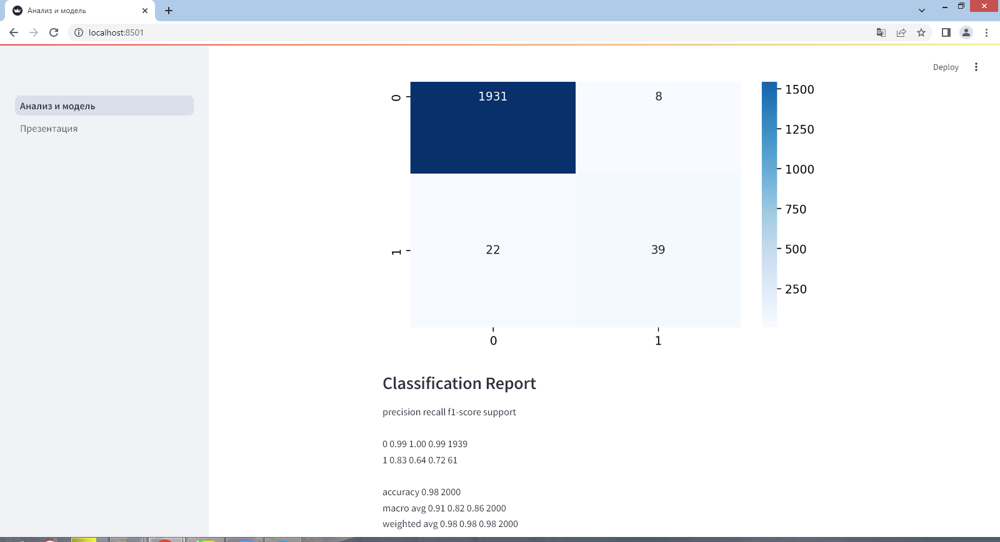 Анализ и модель
localhost:8501
Deploy
Анализ и модель
Презентация
0
1931
8
1
22
39
0
1
1500
1250
1000
750
500
250
Classification Report
precision recall f1-score support
0 0.99 1.00 0.99 1939
1 0.83 0.64 0.72 61
accuracy 0.98 2000
macro avg 0.91 0.82 0.86 2000
weighted avg 0.98 0.98 0.98 2000